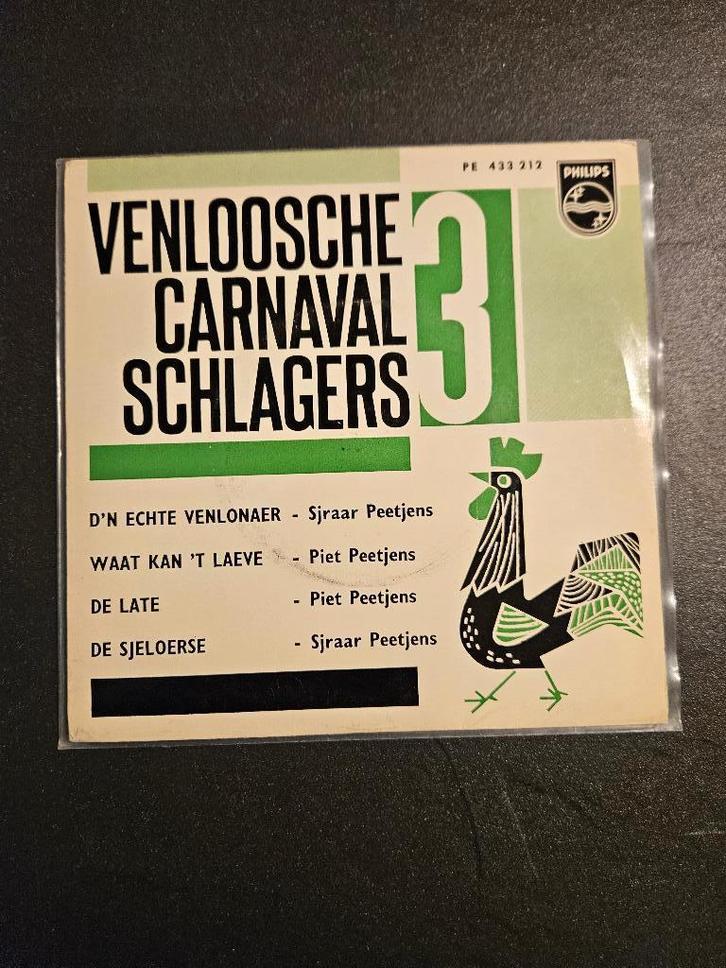 PE 433 212
PHILIPS
VENLOOSCHE
CARNAVAL
SCHLAGERS
3
D'N ECHTE VENLONAER - Sjraar Peetjens
WAAT KAN 'T LAEVE - Piet Peetjens
DE LATE - Piet Peetjens
DE SJELOERSE - Sjraar Peetjens